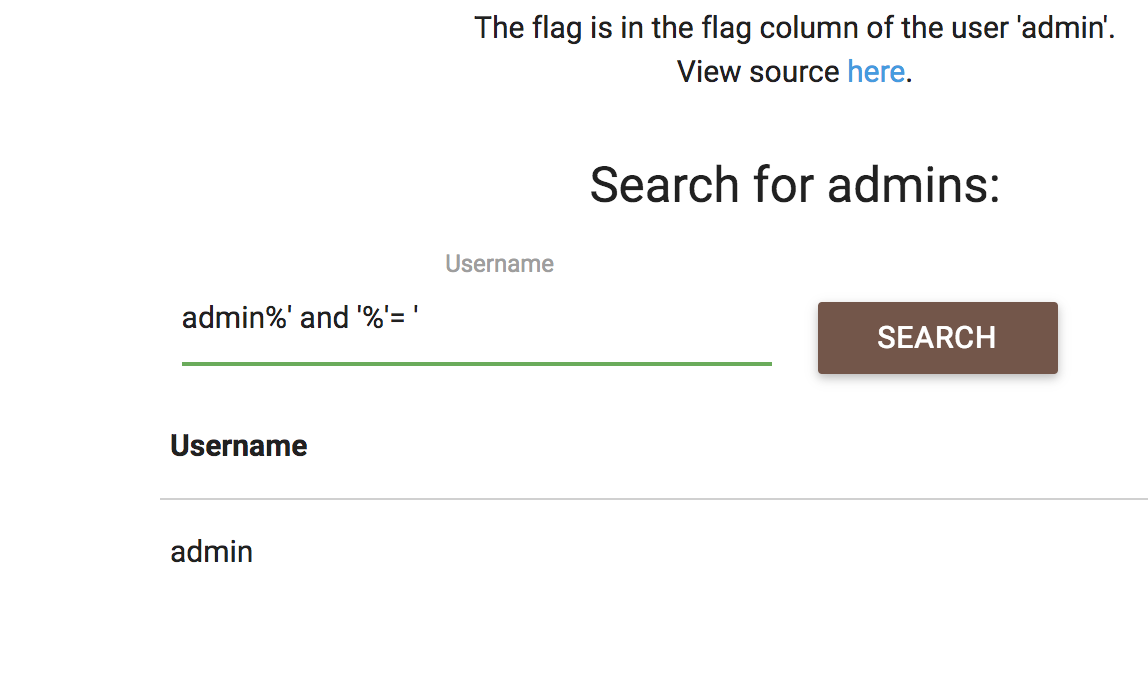 The flag is in the flag column of the user 'admin'.
View source here.
Search for admins:
Username
admin%' and '%'= '
SEARCH
Username
admin